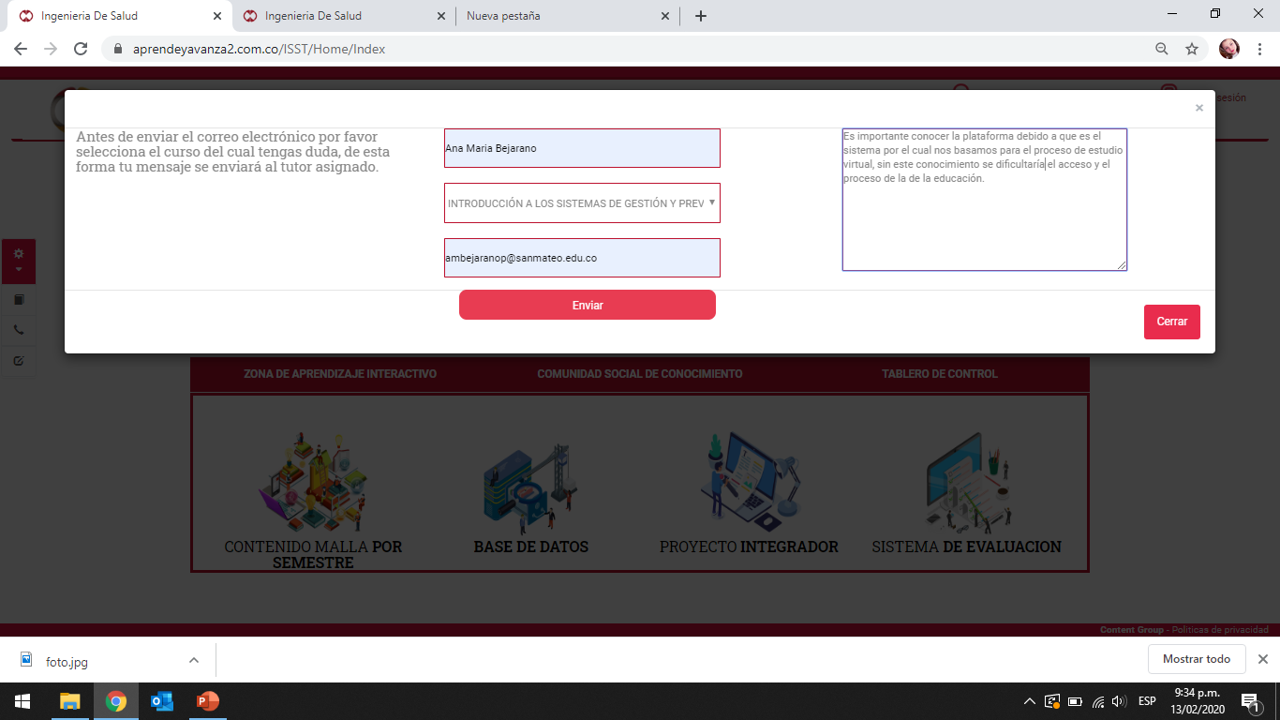 Ingenieria De Salud
Ingenieria De Salud
Nueva pestaña
aprendeyavanza2.com.co/ISST/Home/Index
sesión
×
Antes de enviar el correo electrónico por favor
selecciona el curso del cual tengas duda, de esta
forma tu mensaje se enviará al tutor asignado.
Ana Maria Bejarano
INTRODUCCIÓN A LOS SISTEMAS DE GESTIÓN Y PREV
ambejaranop@sanmateo.edu.co
Enviar
Es importante conocer la plataforma debido a que es el
sistema por el cual nos basamos para el proceso de estudio
virtual, sin este conocimiento se dificultaría el acceso y el
proceso de la de la educación.
Cerrar
ZONA DE APRENDIZAJE INTERACTIVO
COMUNIDAD SOCIAL DE CONOCIMIENTO
TABLERO DE CONTROL
CONTENIDO MALLA POR
SEMESTRE
BASE DE DATOS
PROYECTO INTEGRADOR
SISTEMA DE EVALUACION
Content Group - Politicas de privacidad
foto.jpg
Mostrar todo
ESP
9:34 p.m.
13/02/2020
1